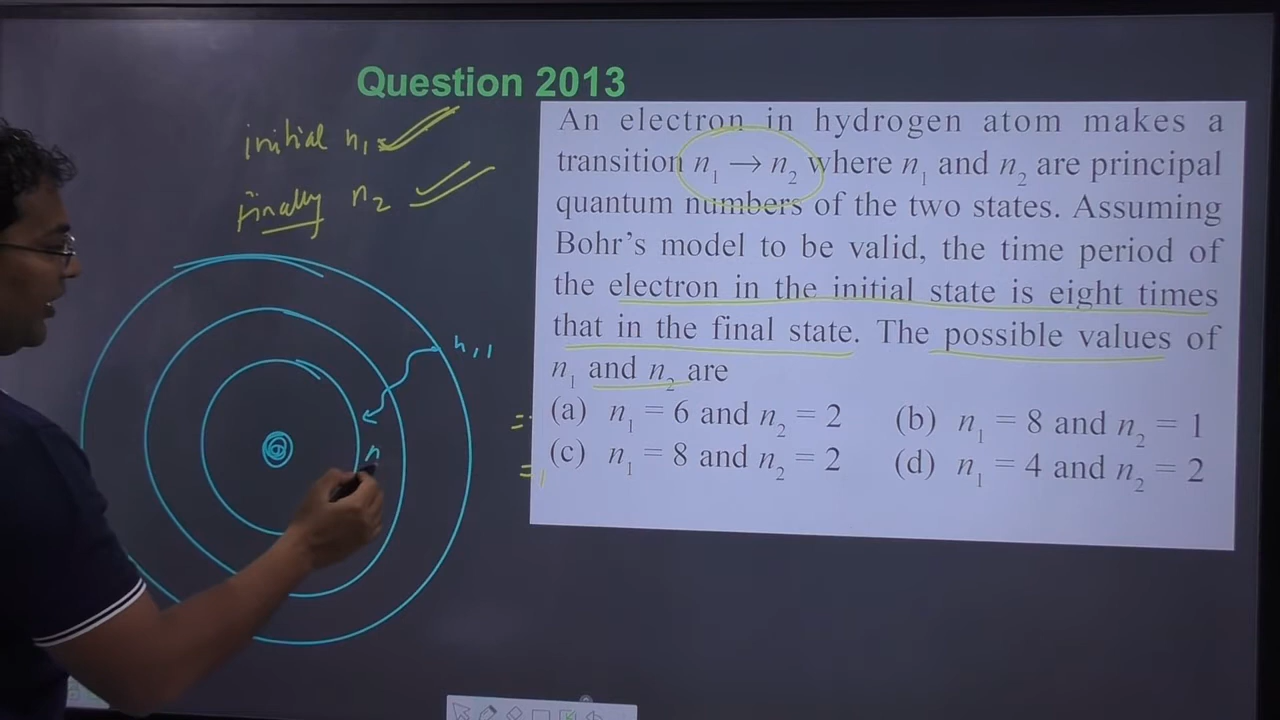 Question 2013
initial n₁
Finally n₂
An electron in hydrogen atom makes a
transition n₁ → n₂ where n₁ and n₂ are principal
quantum numbers of the two states. Assuming
Bohr's model to be valid, the time period of
the electron in the initial state is eight times
that in the final state. The possible values of
n₁ and n₂ are
(a) n₁ = 6 and n₂ = 2 (b) n₁ = 8 and n₂ = 1
(c) n₁ = 8 and n₂ = 2 (d) n₁ = 4 and n₂ = 2
n